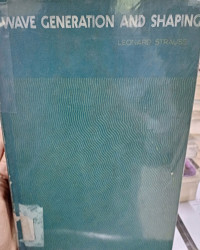 WAVE GENERATION AND SHAPING
LEONARD STRAUSS